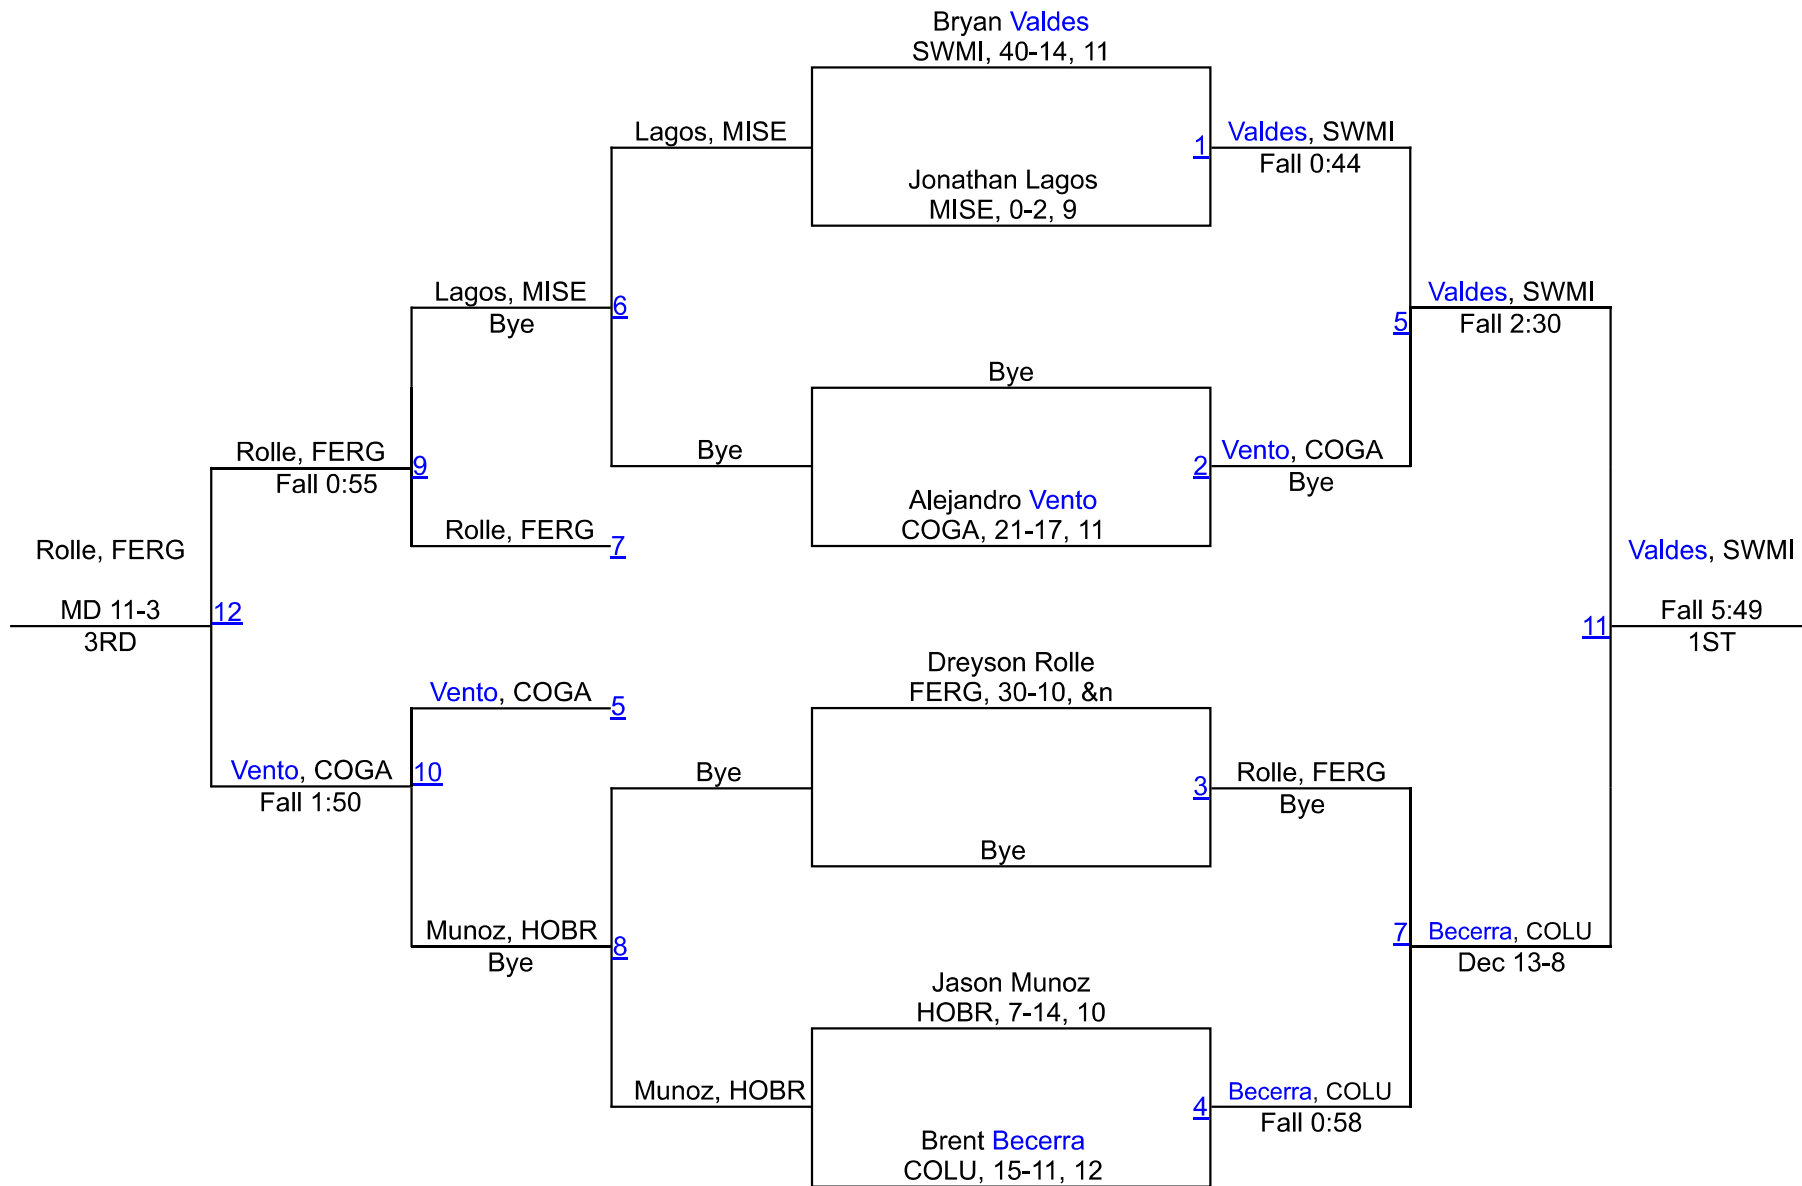 Bryan Valdes
SWMI, 40-14, 11
Lagos, MISE
1
Valdes, SWMI
Fall 0:44
Jonathan Lagos
MISE, 0-2, 9
Lagos, MISE
Bye
6
Valdes, SWMI
Fall 2:30
5
Bye
Rolle, FERG
Fall 0:55
9
Bye
2
Vento, COGA
Bye
Alejandro Vento
COGA, 21-17, 11
Rolle, FERG
7
Rolle, FERG
MD 11-3
3RD
12
Valdes, SWMI
Fall 5:49
1ST
11
Dreyson Rolle
FERG, 30-10, &n
Vento, COGA
5
Vento, COGA
Fall 1:50
10
Bye
3
Rolle, FERG
Bye
Bye
Munoz, HOBR
Bye
8
7
Becerra, COLU
Dec 13-8
Jason Munoz
HOBR, 7-14, 10
Munoz, HOBR
4
Becerra, COLU
Fall 0:58
Brent Becerra
COLU, 15-11, 12